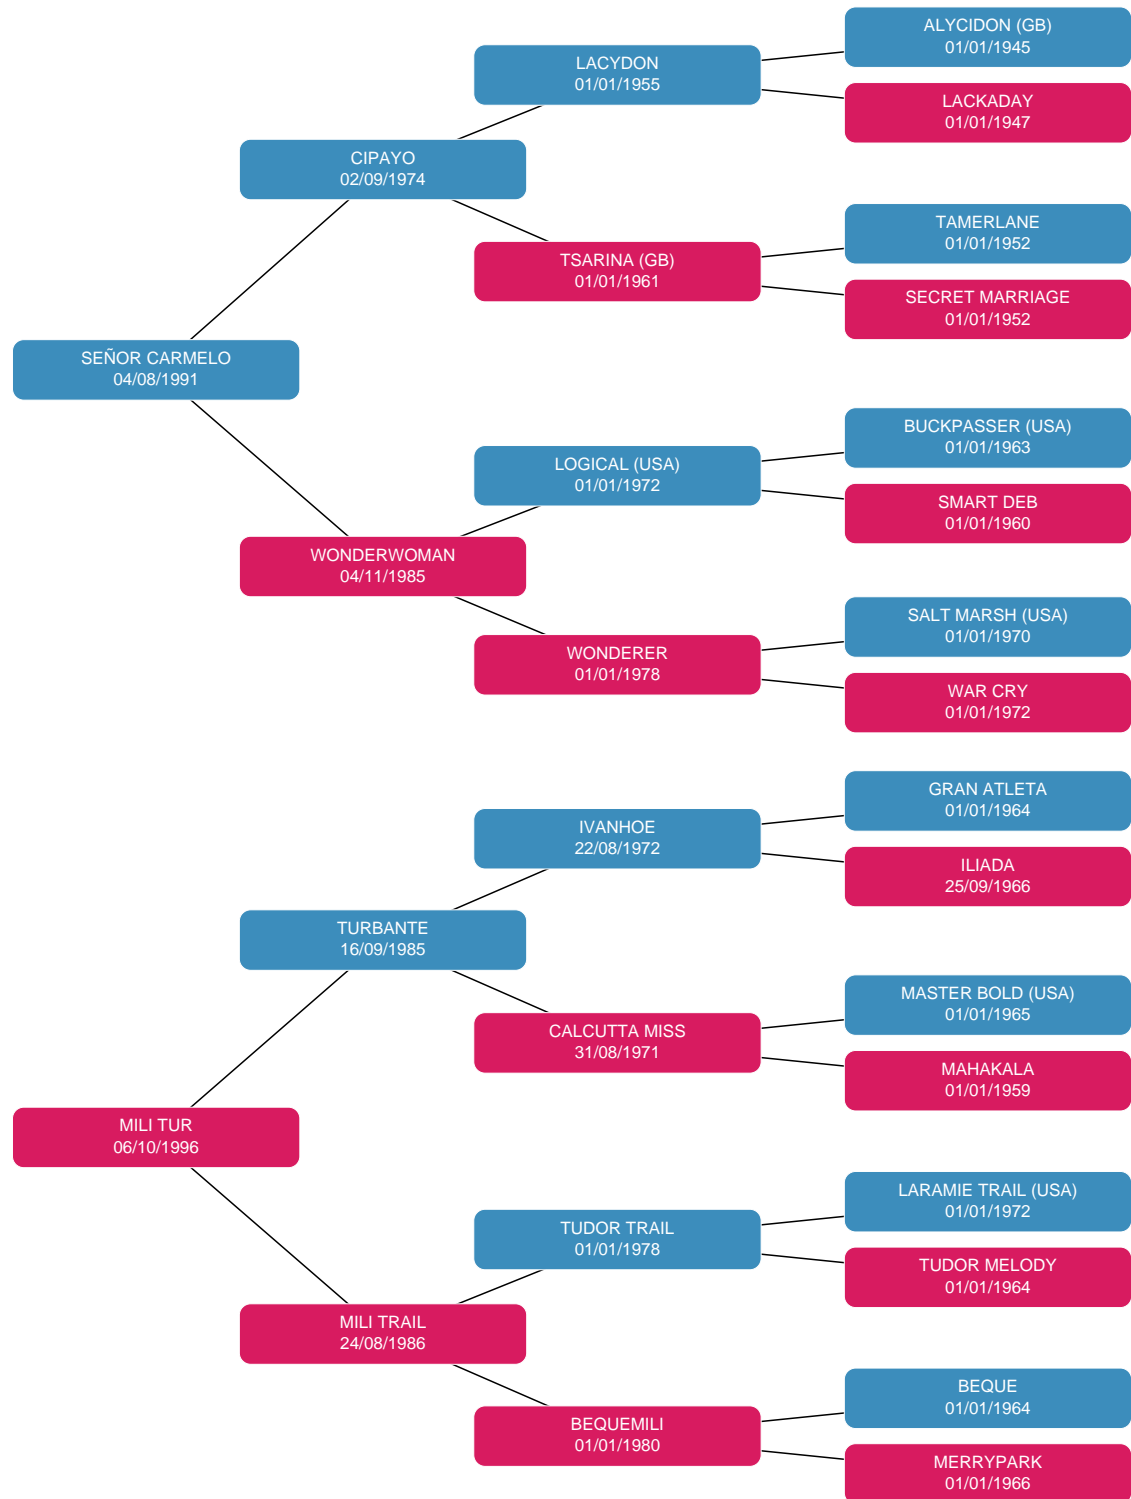 ALYCIDON (GB)
01/01/1945
LACYDON
01/01/1955
LACKADAY
01/01/1947
CIPAYO
02/09/1974
TAMERLANE
01/01/1952
TSARINA (GB)
01/01/1961
SECRET MARRIAGE
01/01/1952
SEÑOR CARMELO
04/08/1991
BUCKPASSER (USA)
01/01/1963
LOGICAL (USA)
01/01/1972
SMART DEB
01/01/1960
WONDERWOMAN
04/11/1985
SALT MARSH (USA)
01/01/1970
WONDERER
01/01/1978
WAR CRY
01/01/1972
GRAN ATLETA
01/01/1964
IVANHOE
22/08/1972
ILIADA
25/09/1966
TURBANTE
16/09/1985
MASTER BOLD (USA)
01/01/1965
CALCUTTA MISS
31/08/1971
MAHAKALA
01/01/1959
MILI TUR
06/10/1996
LARAMIE TRAIL (USA)
01/01/1972
TUDOR TRAIL
01/01/1978
TUDOR MELODY
01/01/1964
MILI TRAIL
24/08/1986
BEQUE
01/01/1964
BEQUEMILI
01/01/1980
MERRYPARK
01/01/1966